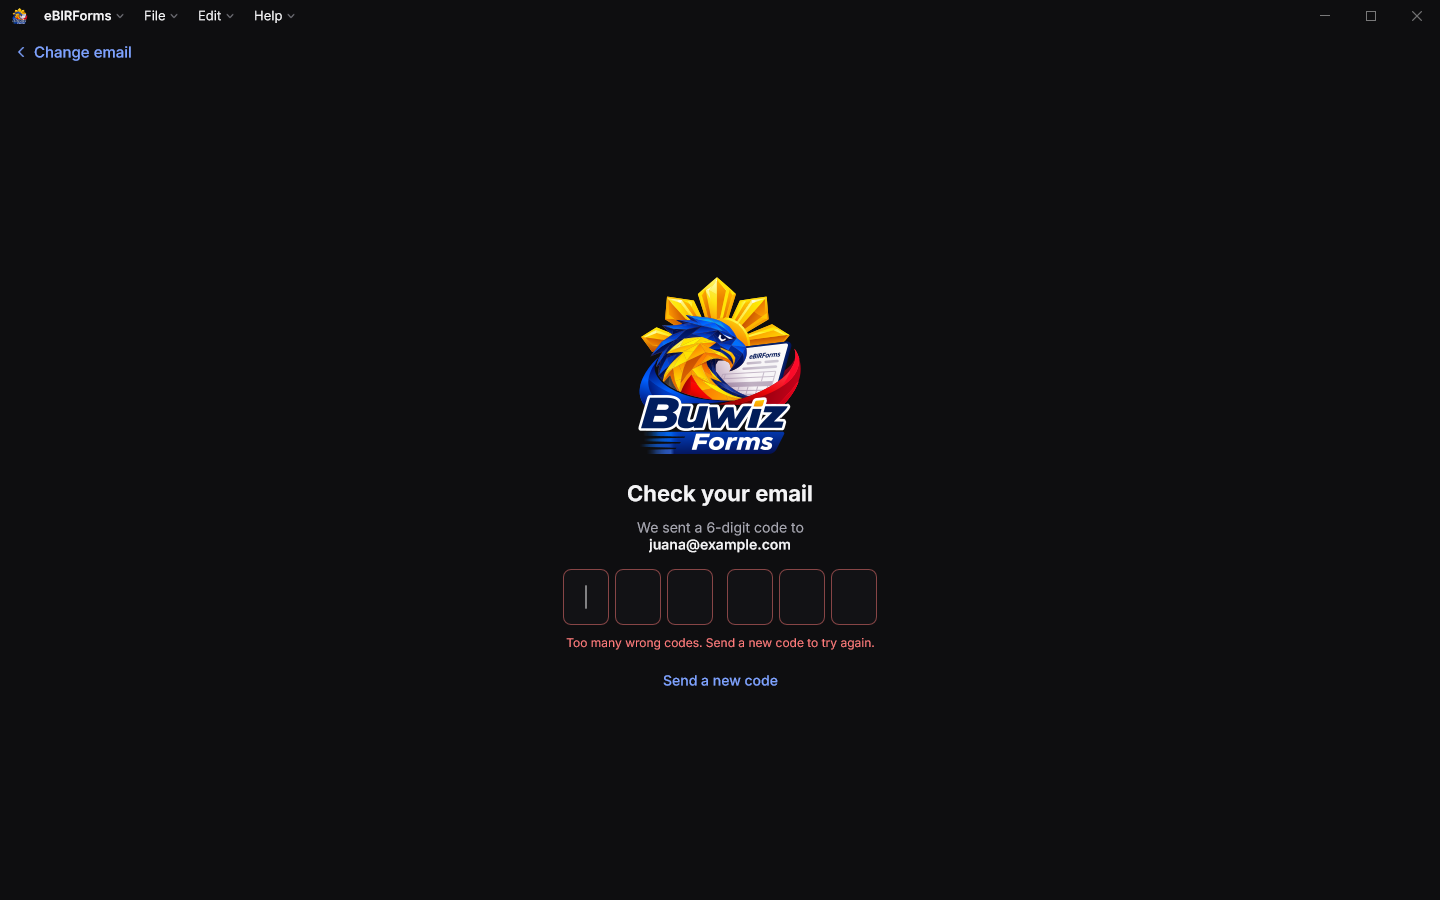 eBIRForms File Edit Help
Change email
eBIRForms
Buwiz
Forms
Check your email
We sent a 6-digit code to
juana@example.com
Too many wrong codes. Send a new code to try again.
Send a new code